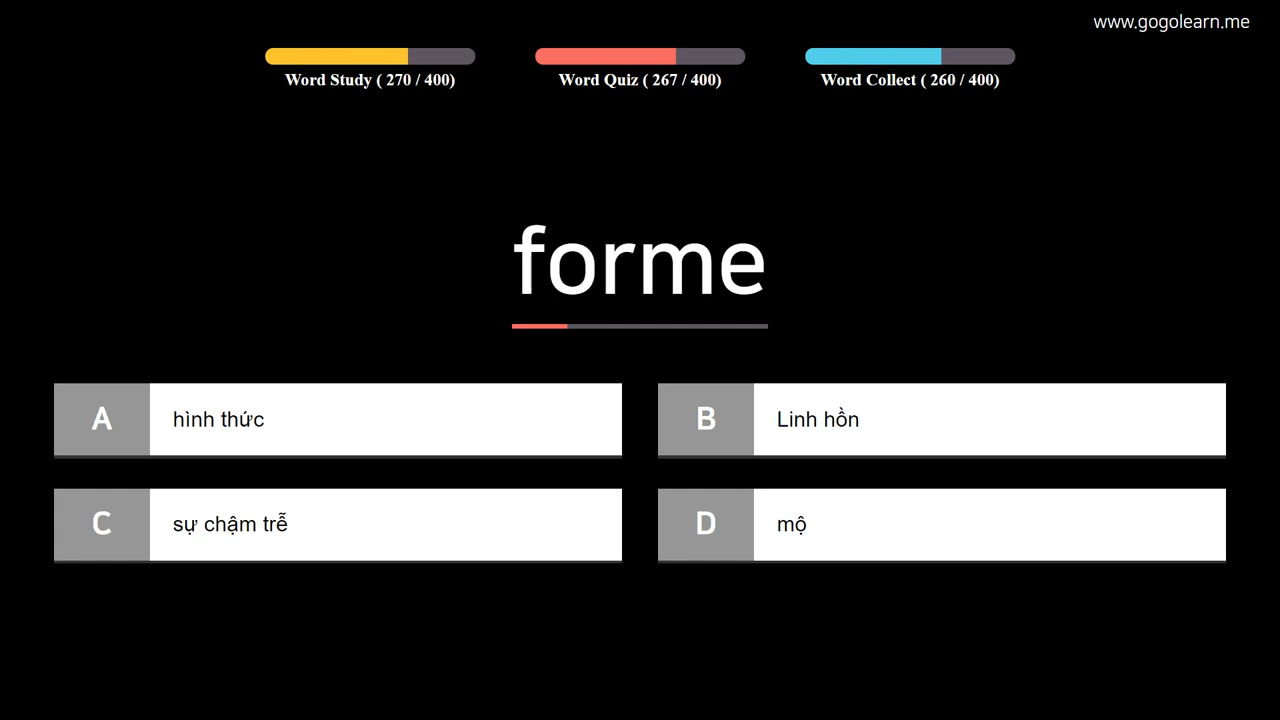 www.gogolearn.me
Word Study ( 270 / 400)
Word Quiz ( 267 / 400)
Word Collect ( 260 / 400)
forme
A hình thức
B Linh hồn
C sự chậm trễ
D mộ